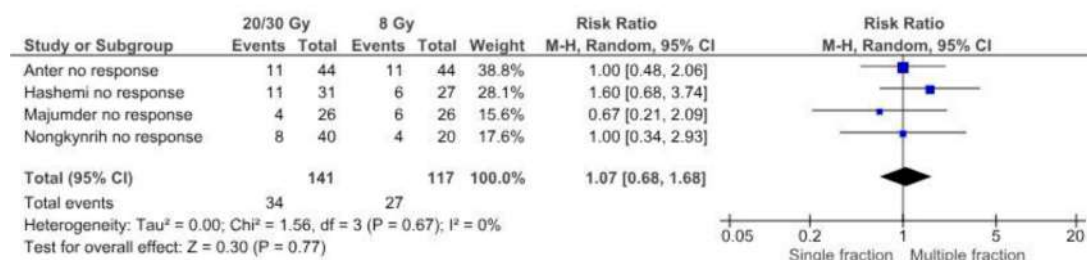 20/30 Gy 8 Gy Risk Ratio Risk Ratio
Study or Subgroup Events Total Events Total Weight M-H, Random, 95% CI M-H, Random, 95% CI
Anter no response 11 44 11 44 38.8% 1.00 [0.48, 2.06]
Hashemi no response 11 31 6 27 28.1% 1.60 [0.68, 3.74]
Majumder no response 4 26 6 26 15.6% 0.67 [0.21, 2.09]
Nongkynrih no response 8 40 4 20 17.6% 1.00 [0.34, 2.93]
Total (95% CI) 141 117 100.0% 1.07 [0.68, 1.68]
Total events 34 27
Heterogeneity: Tau² = 0.00; Chi² = 1.56, df = 3 (P = 0.67); I² = 0%
Test for overall effect: Z = 0.30 (P = 0.77)
0.05 0.2 1 5 20
Single fraction Multiple fraction